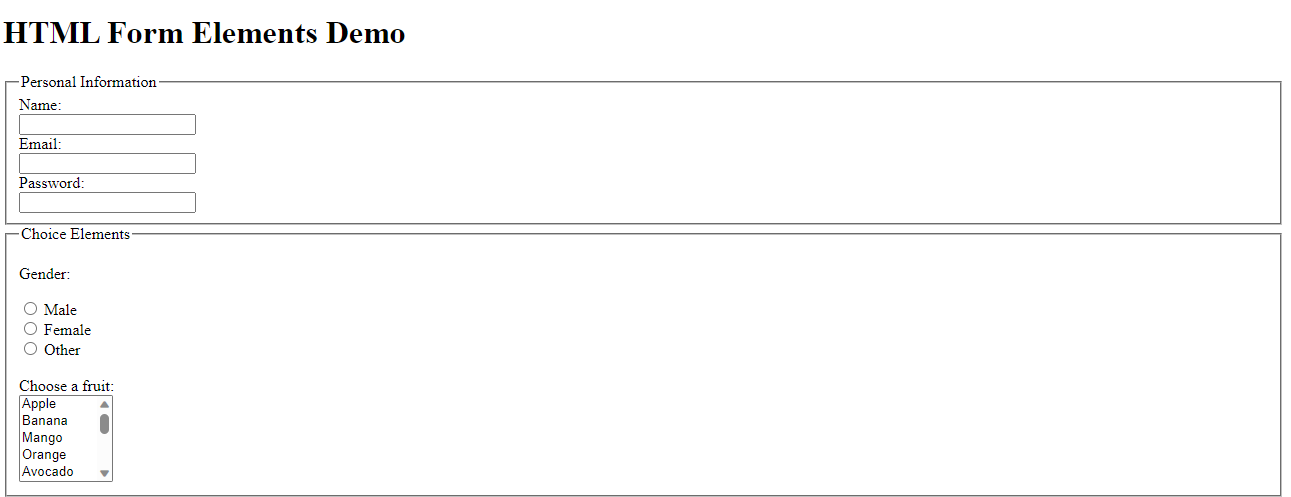 HTML Form Elements Demo
Personal Information
Name:
Email:
Password:
Choice Elements
Gender:
Male
Female
Other
Choose a fruit:
Apple
Banana
Mango
Orange
Avocado